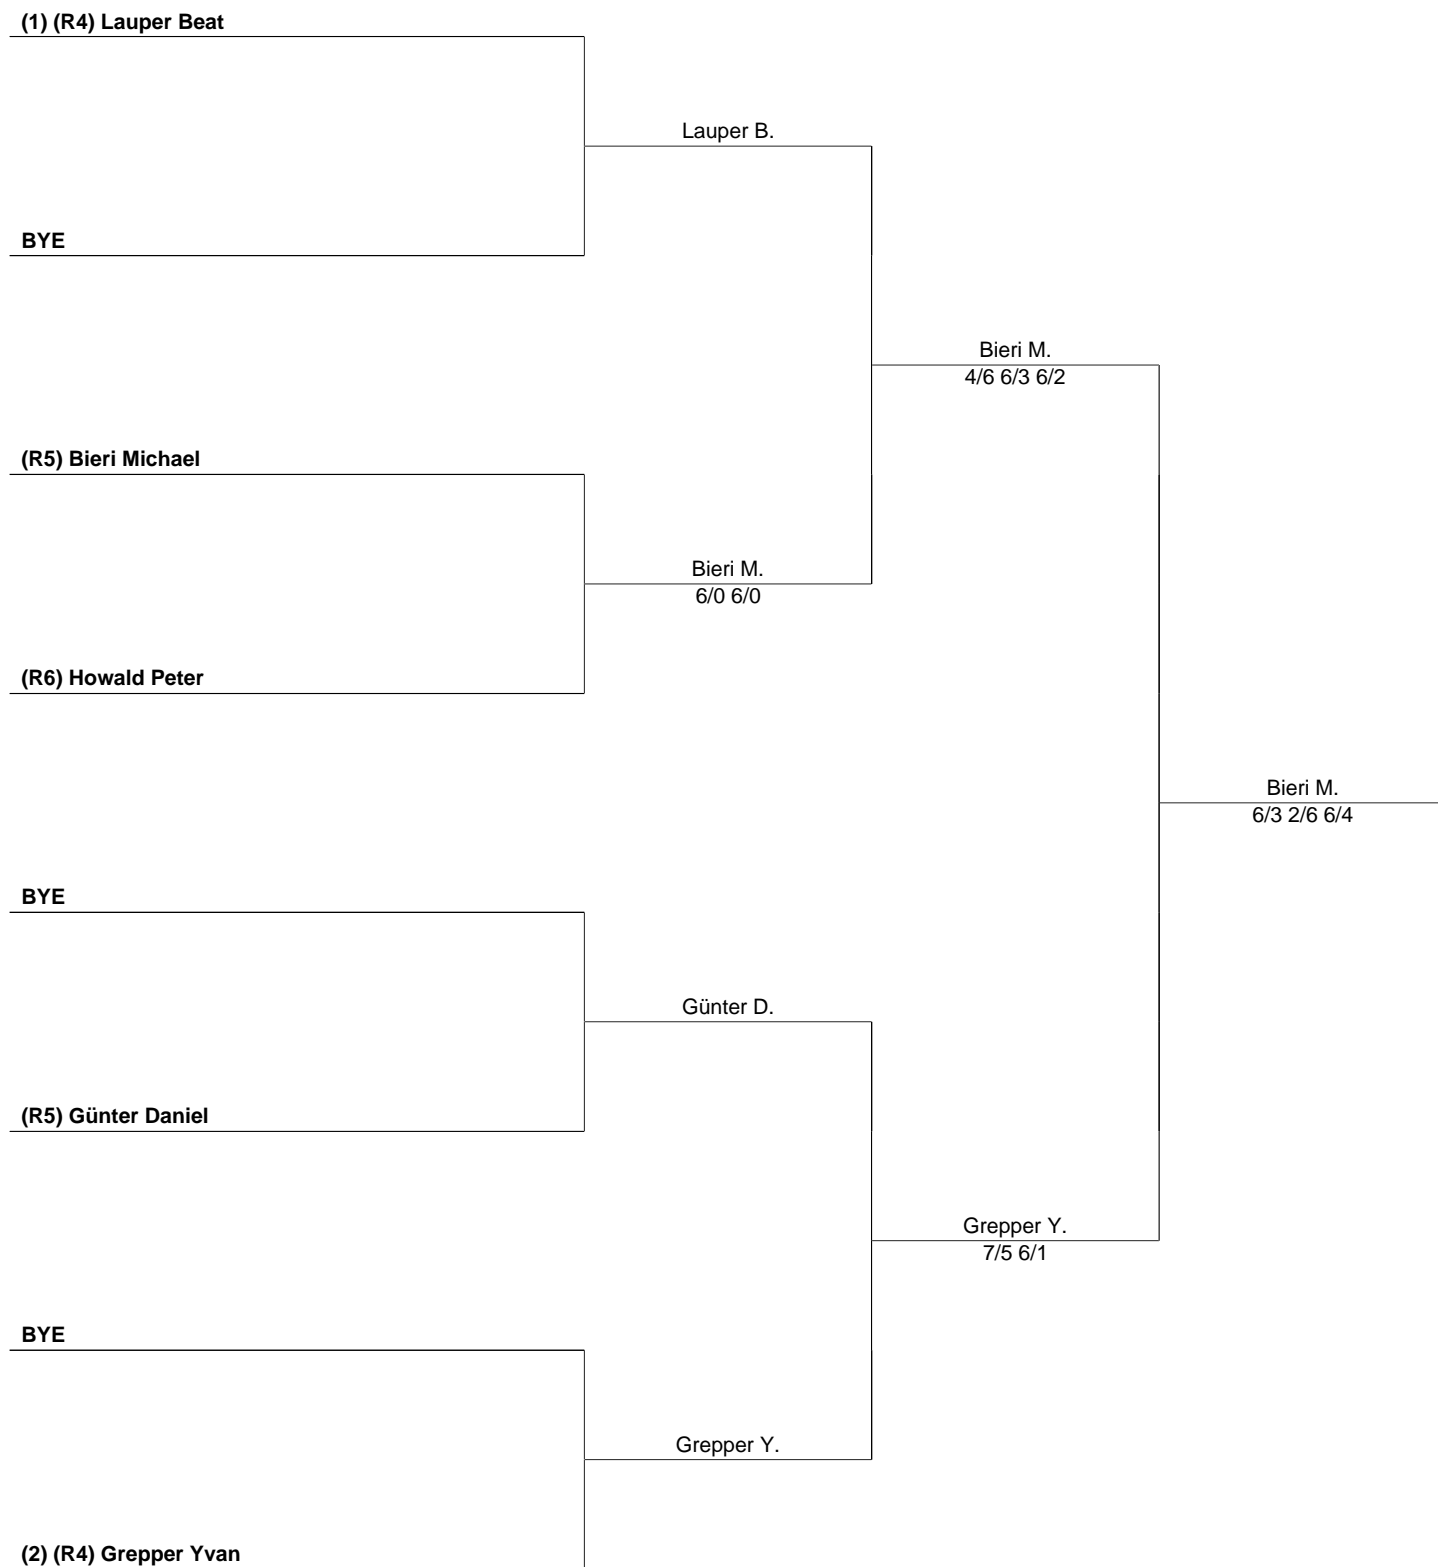 (1) (R4) Lauper Beat
Lauper B.
BYE
Bieri M.
4/6 6/3 6/2
(R5) Bieri Michael
Bieri M.
6/0 6/0
(R6) Howald Peter
Bieri M.
6/3 2/6 6/4
BYE
Günter D.
(R5) Günter Daniel
Grepper Y.
7/5 6/1
BYE
Grepper Y.
(2) (R4) Grepper Yvan